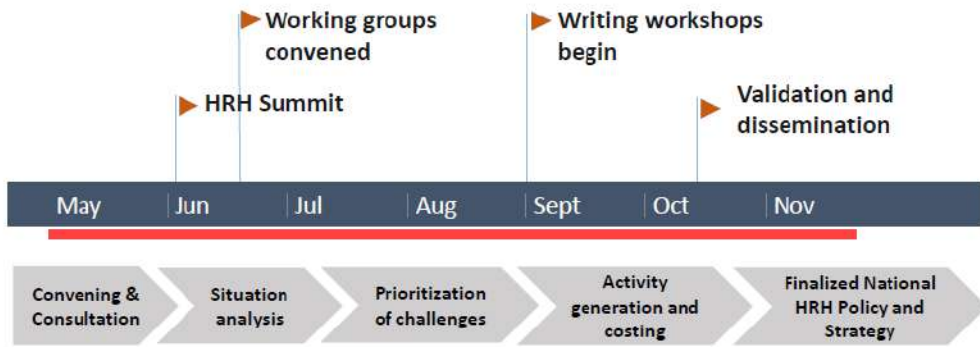 Working groups
convened
Writing workshops
begin
HRH Summit
Validation and
dissemination
May
Jun
Jul
Aug
Sept
Oct
Nov
Convening &
Consultation
Situation
analysis
Prioritization
of challenges
Activity
generation and
costing
Finalized National
HRH Policy and
Strategy